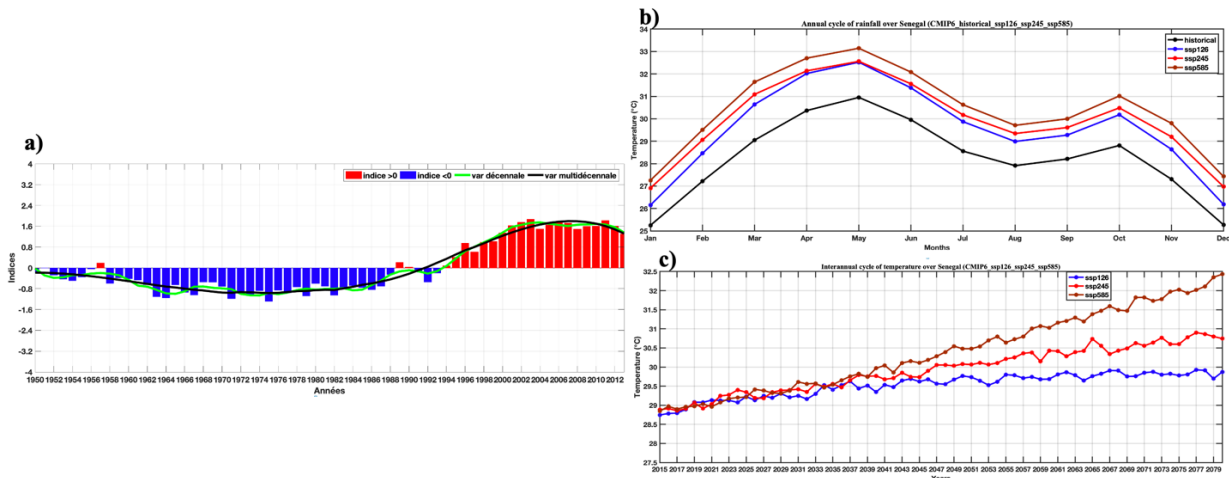 a)
4
3.2
2.4
1.6
0.8
0
-0.8
-1.6
-2.4
-3.2
-4
Indices
indice >0 indice <0 var décennale var multidécennale
1950 1952 1954 1956 1958 1960 1962 1964 1966 1968 1970 1972 1974 1976 1978 1980 1982 1984 1986 1988 1990 1992 1994 1996 1998 2000 2002 2004 2006 2008 2010 2012
Années
b)
Annual cycle of rainfall over Senegal (CMIP6_historical_ssp126_ssp245_ssp585)
34
33
32
31
30
29
28
27
26
25
Temperature (°C)
historical
ssp126
ssp245
ssp585
Jan Feb Mar Apr May Jun Jul Aug Sep Oct Nov Dec
Months
c)
Interannual cycle of temperature over Senegal (CMIP6_ssp126_ssp245_ssp585)
32.5
32
31.5
30.5
30
29.5
29
28.5
28
27.5
Temperature (°C)
ssp126
ssp245
ssp585
2015 2017 2019 2021 2023 2025 2027 2029 2031 2033 2035 2037 2039 2041 2043 2045 2047 2049 2051 2053 2055 2057 2059 2061 2063 2065 2067 2069 2071 2073 2075 2077 2079